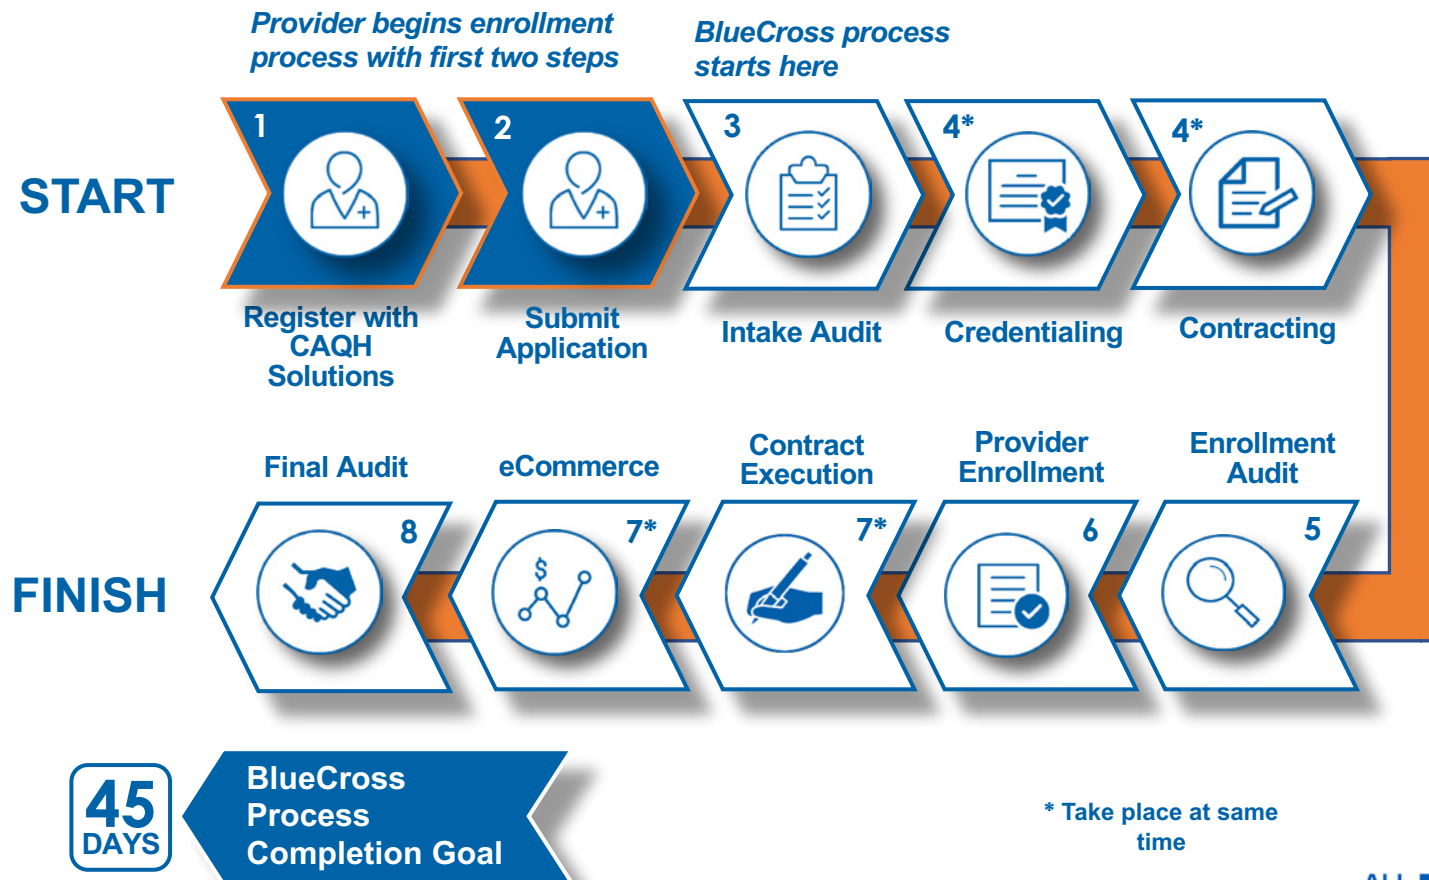 Provider begins enrollment
process with first two steps
BlueCross process
starts here
START
1
2
3
4*
4*
Register with
CAQH
Solutions
Submit
Application
Intake Audit
Credentialing
Contracting
Final Audit
eCommerce
Contract
Execution
Provider
Enrollment
Enrollment
Audit
FINISH
8
$
7*
7*
6
5
45
DAYS
BlueCross
Process
Completion Goal
* Take place at same
time